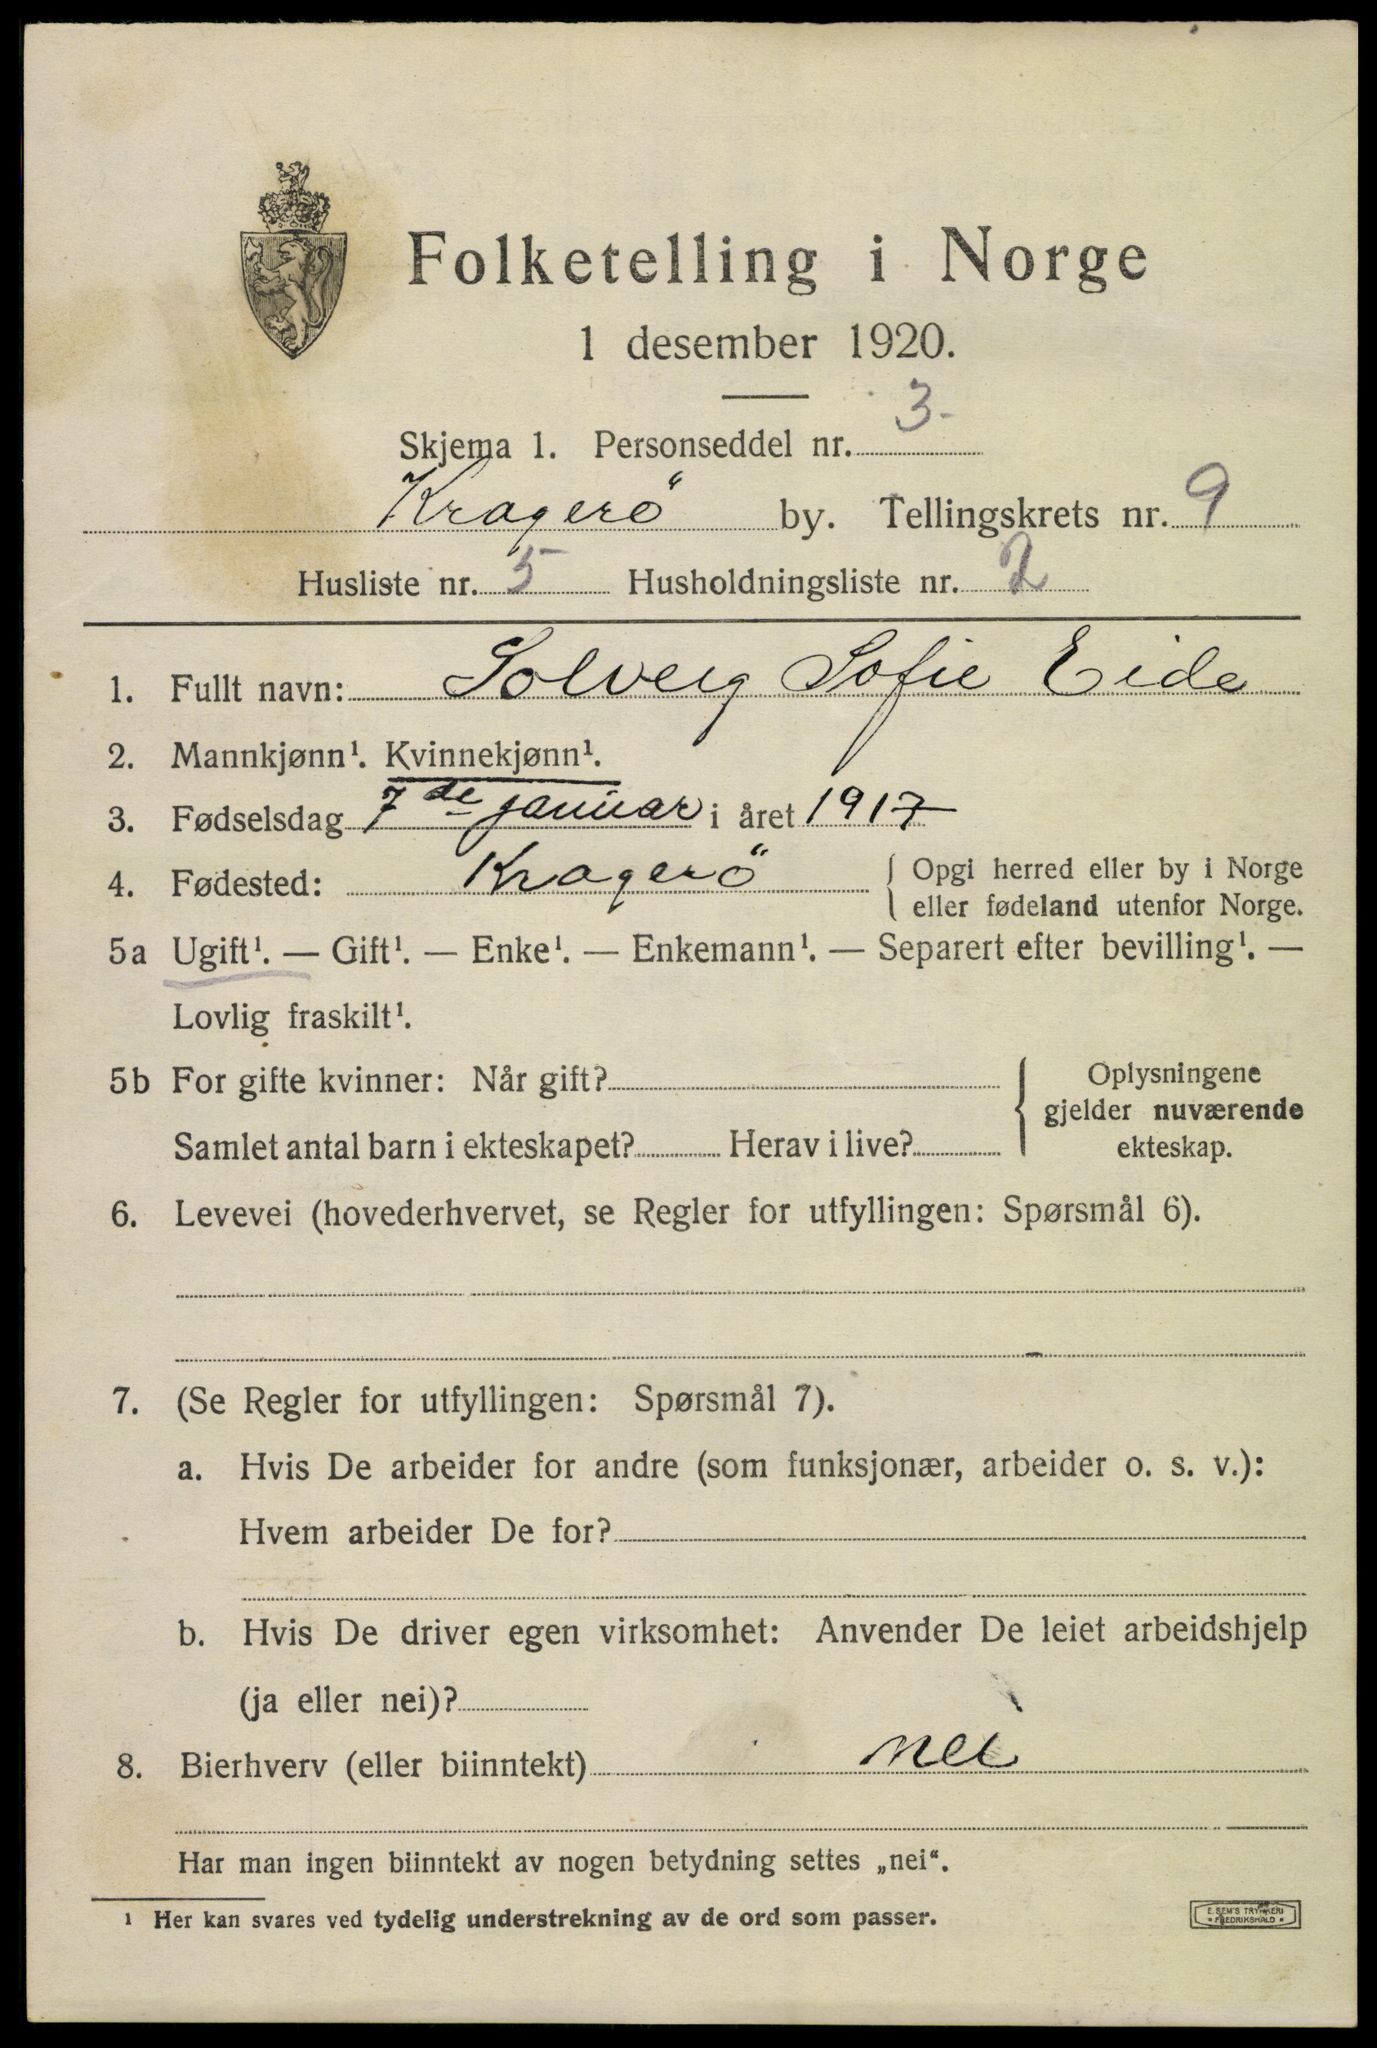 Folketelling i Norge
1 desember 1920.
Skjema 1. Personseddel nr. 3
Kragerö by. Tellingskrets nr. 9
Husliste nr. 5 Husholdningsliste nr. 2
1. Fullt navn: Solveig Sofie Eide
2. Mannkjønn¹. Kvinnekjønn¹.
3. Fødselsdag 7de januar i året 1917
4. Fødested: Kragerö { Opgi herred eller by i Norge
eller fødeland utenfor Norge.
5a Ugift¹. — Gift¹. — Enke¹. — Enkemann¹. — Separert efter bevilling¹. —
Lovlig fraskilt¹.
5b For gifte kvinner: Når gift? { Oplysningene
gjelder nuværende
Samlet antal barn i ekteskapet? Herav i live? ekteskap.
6. Levevei (hovederhvervet, se Regler for utfyllingen: Spørsmål 6).
7. (Se Regler for utfyllingen: Spørsmål 7).
a. Hvis De arbeider for andre (som funksjonær, arbeider o. s. v.):
Hvem arbeider De for?
b. Hvis De driver egen virksomhet: Anvender De leiet arbeidshjelp
(ja eller nei)?
8. Bierhverv (eller biinntekt) nei
Har man ingen biinntekt av nogen betydning settes „nei“.
¹ Her kan svares ved tydelig understrekning av de ord som passer.
E. SEM'S TRYKKERI
* FREDRIKSHALD *